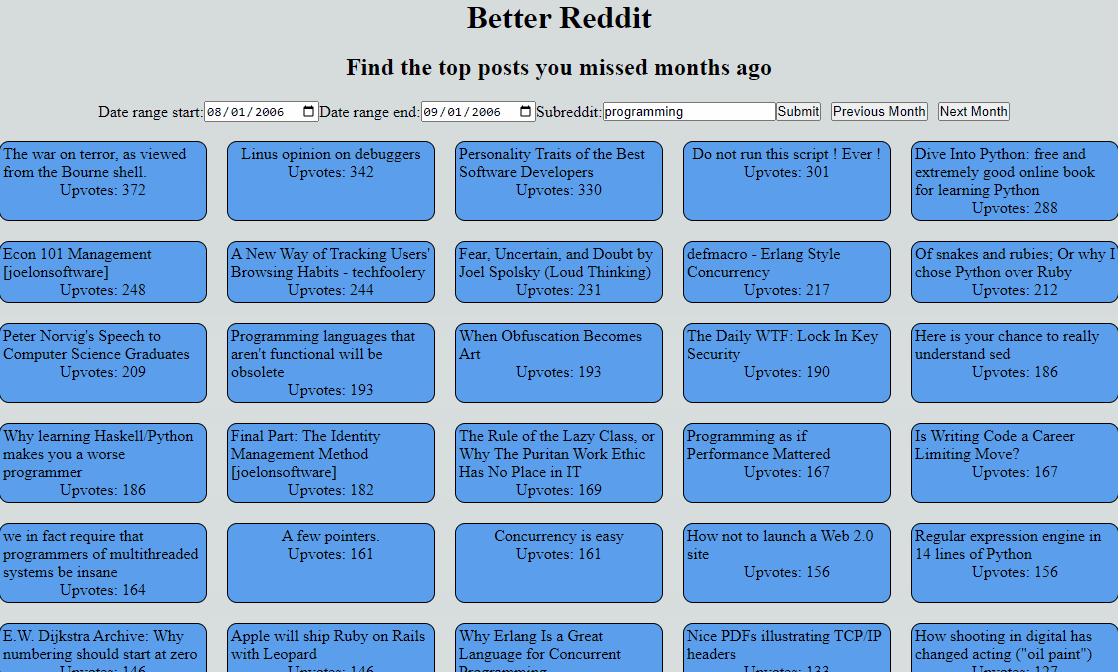 Better Reddit
Find the top posts you missed months ago
Date range start: 08/01/2006 Date range end: 09/01/2006 Subreddit: programming Submit Previous Month Next Month
The war on terror, as viewed
from the Bourne shell.
Upvotes: 372
Linus opinion on debuggers
Upvotes: 342
Personality Traits of the Best
Software Developers
Upvotes: 330
Do not run this script ! Ever !
Upvotes: 301
Dive Into Python: free and
extremely good online book
for learning Python
Upvotes: 288
Econ 101 Management
[joelonsoftware]
Upvotes: 248
A New Way of Tracking Users'
Browsing Habits - techfoolery
Upvotes: 244
Fear, Uncertain, and Doubt by
Joel Spolsky (Loud Thinking)
Upvotes: 231
defmacro - Erlang Style
Concurrency
Upvotes: 217
Of snakes and rubies; Or why I
chose Python over Ruby
Upvotes: 212
Peter Norvig's Speech to
Computer Science Graduates
Upvotes: 209
Programming languages that
aren't functional will be
obsolete
Upvotes: 193
When Obfuscation Becomes
Art
Upvotes: 193
The Daily WTF: Lock In Key
Security
Upvotes: 190
Here is your chance to really
understand sed
Upvotes: 186
Why learning Haskell/Python
makes you a worse
programmer
Upvotes: 186
Final Part: The Identity
Management Method
[joelonsoftware]
Upvotes: 182
The Rule of the Lazy Class, or
Why The Puritan Work Ethic
Has No Place in IT
Upvotes: 169
Programming as if
Performance Mattered
Upvotes: 167
Is Writing Code a Career
Limiting Move?
Upvotes: 167
we in fact require that
programmers of multithreaded
systems be insane
Upvotes: 164
A few pointers.
Upvotes: 161
Concurrency is easy
Upvotes: 161
How not to launch a Web 2.0
site
Upvotes: 156
Regular expression engine in
14 lines of Python
Upvotes: 156
E.W. Dijkstra Archive: Why
numbering should start at zero
Upvotes: 146
Apple will ship Ruby on Rails
with Leopard
Upvotes: 146
Why Erlang Is a Great
Language for Concurrent
Programming
Nice PDFs illustrating TCP/IP
headers
Upvotes: 133
How shooting in digital has
changed acting ("oil paint")
Upvotes: 127